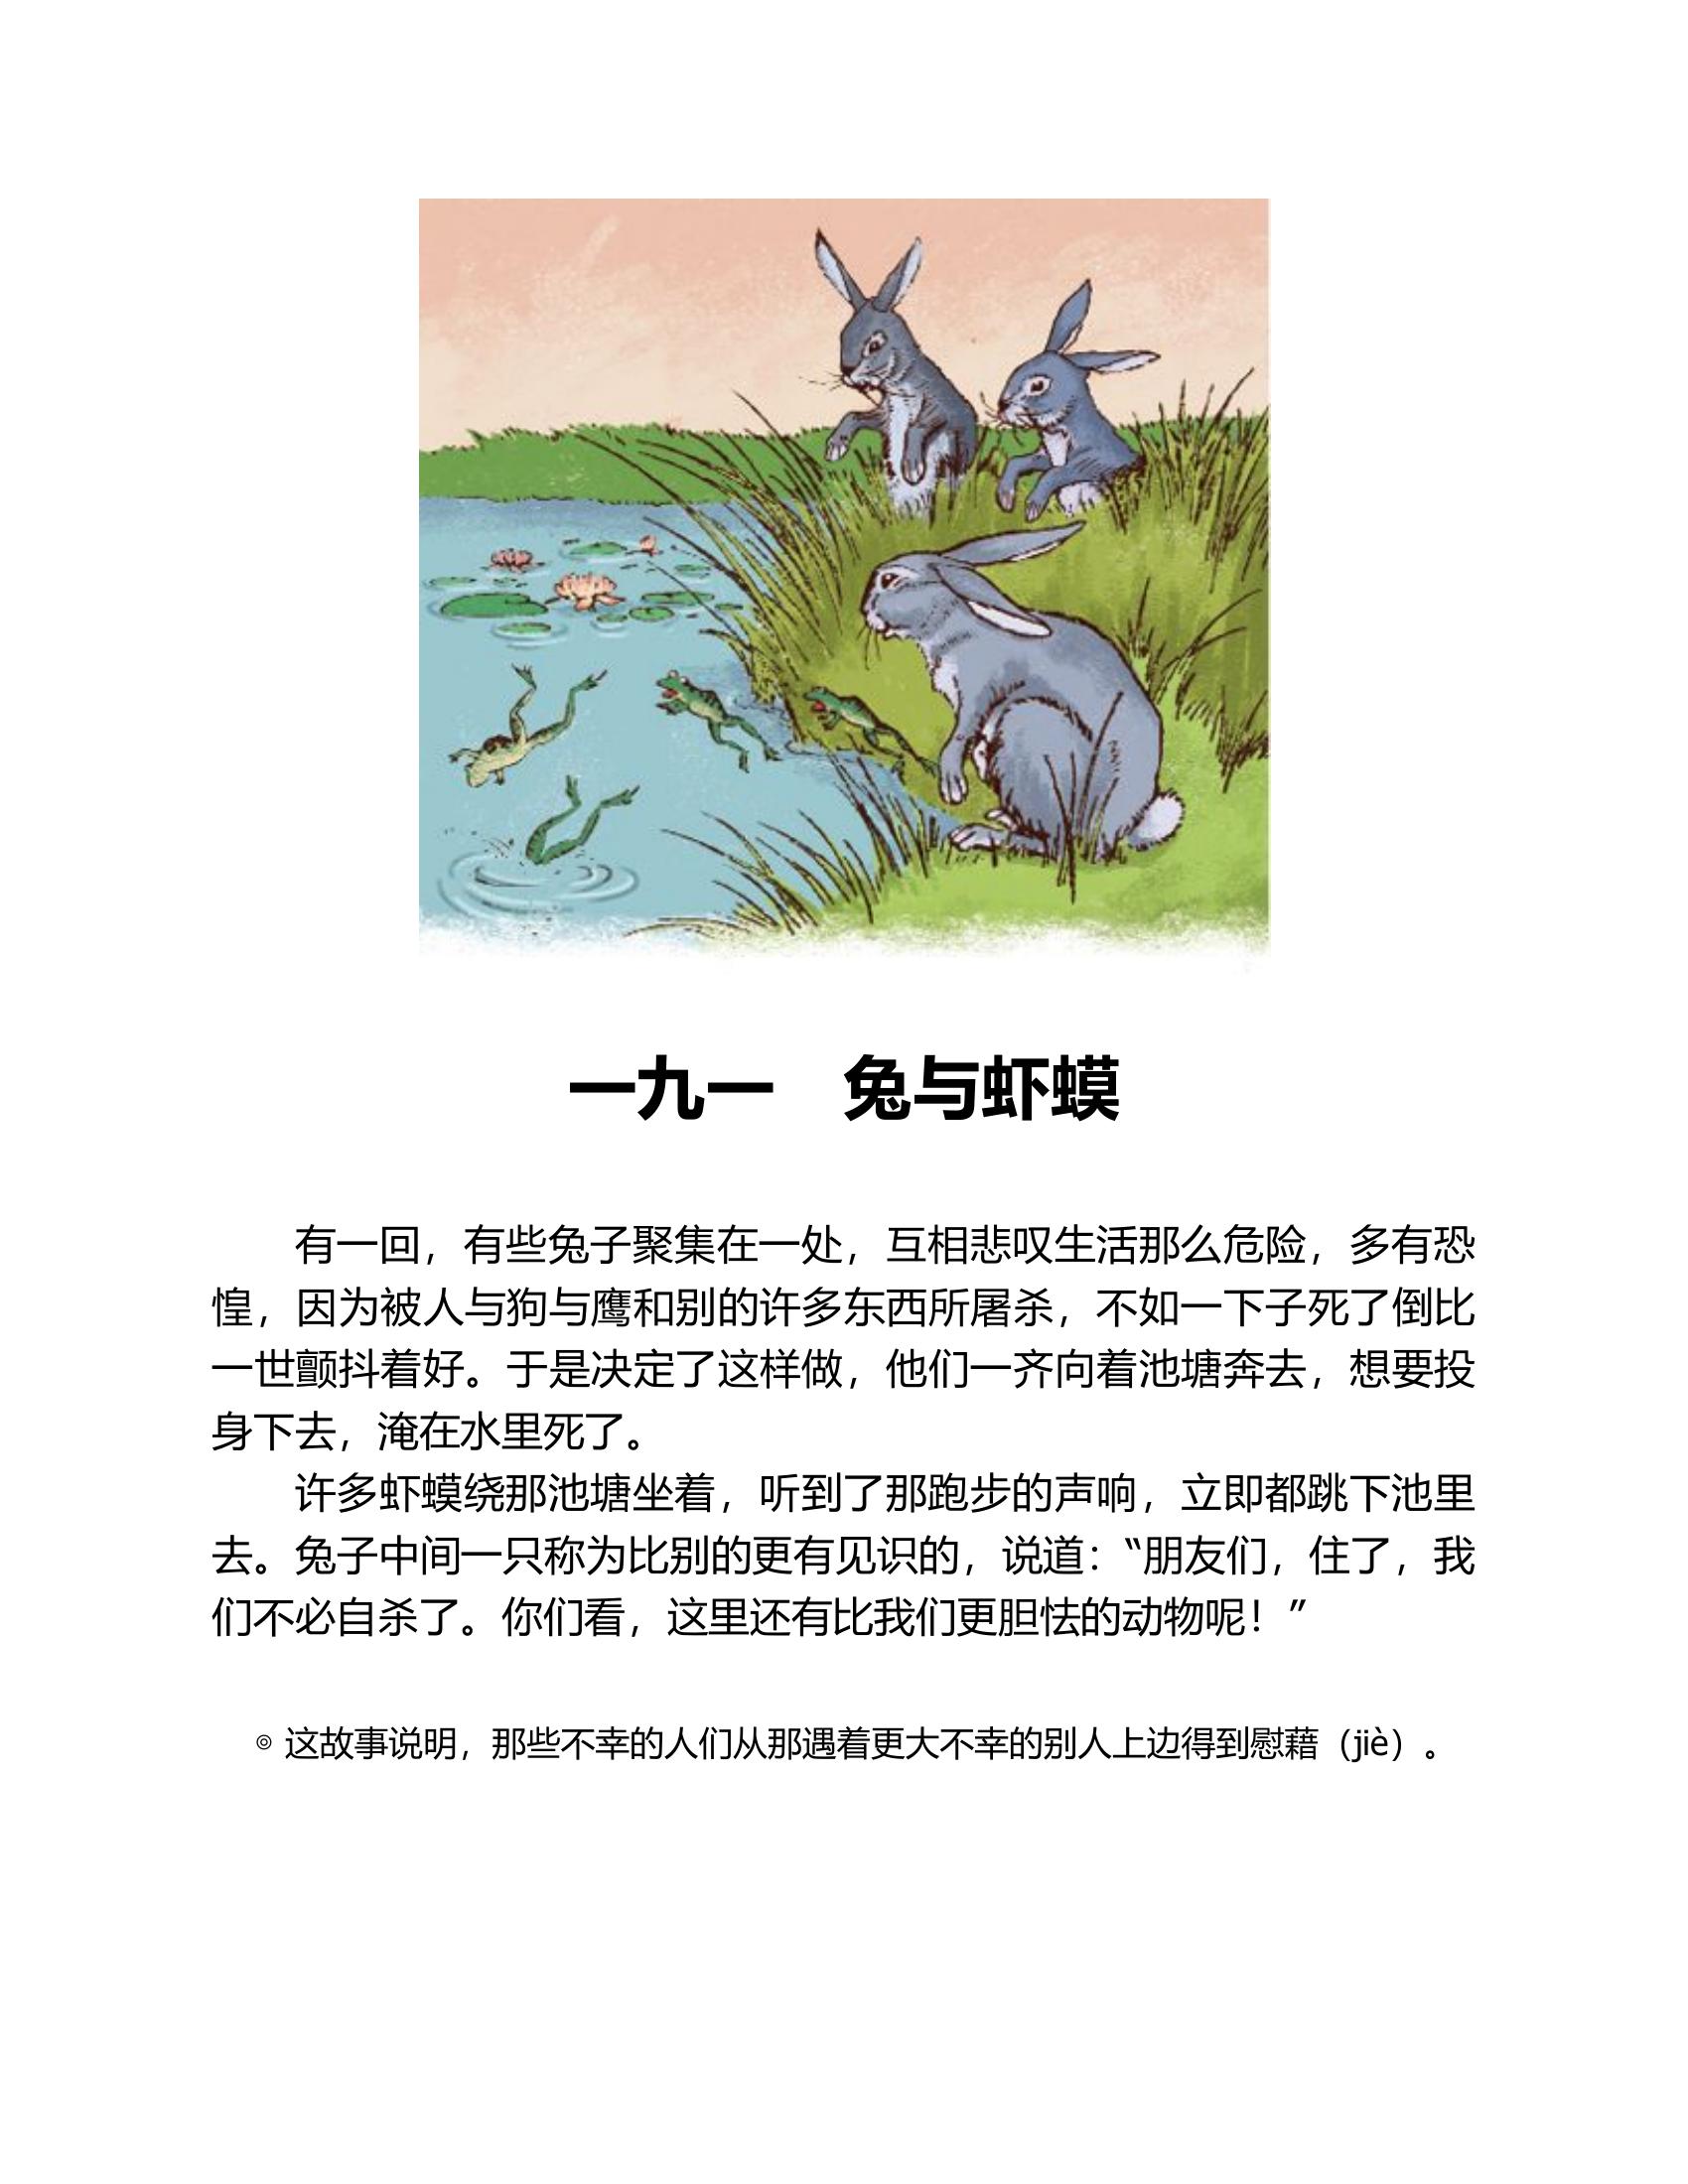 一九一　兔与虾蟆
有一回，有些兔子聚集在一处，互相悲叹生活那么危险，多有恐
惶，因为被人与狗与鹰和别的许多东西所屠杀，不如一下子死了倒比
一世颤抖着好。于是决定了这样做，他们一齐向着池塘奔去，想要投
身下去，淹在水里死了。
许多虾蟆绕那池塘坐着，听到了那跑步的声响，立即都跳下池里
去。兔子中间一只称为比别的更有见识的，说道：“朋友们，住了，我
们不必自杀了。你们看，这里还有比我们更胆怯的动物呢！”
◎ 这故事说明，那些不幸的人们从那遇着更大不幸的别人上边得到慰藉（jiè）。